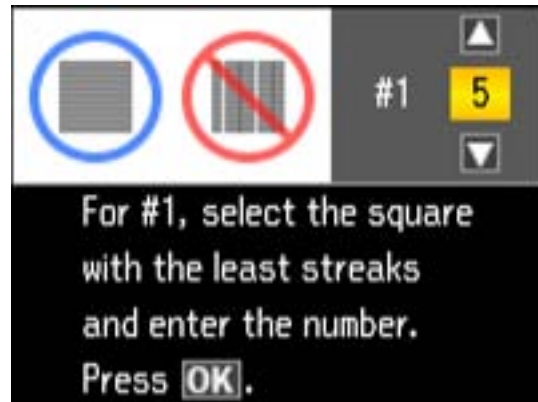 #1 5
For #1, select the square
with the least streaks
and enter the number.
Press OK.